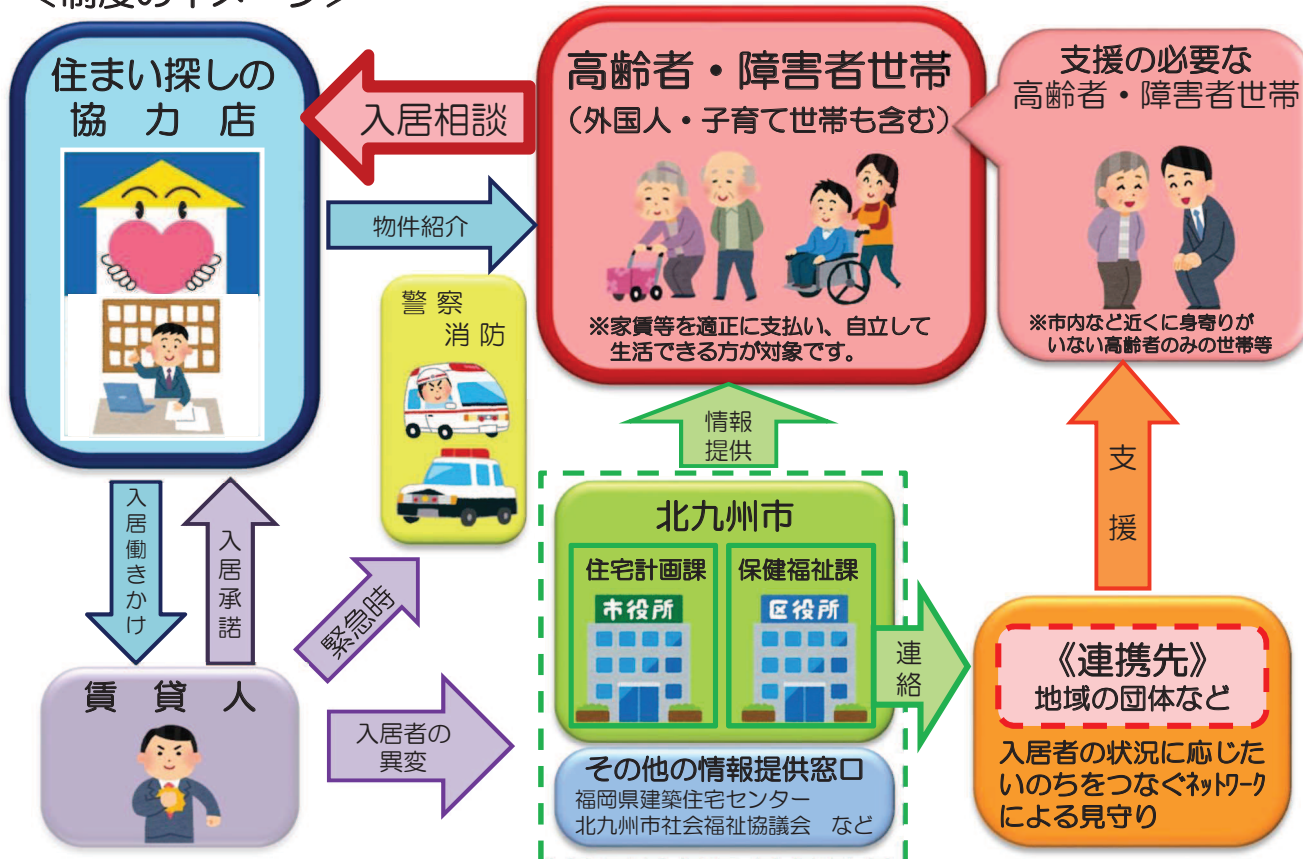 <制度のイメージ>
住まい探しの
協力店
入居相談
高齢者・障害者世帯
(外国人・子育て世帯も含む)
※家賃等を適正に支払い、自立して
生活できる方が対象です。
支援の必要な
高齢者・障害者世帯
※市内など近くに身寄りが
いない高齢者のみの世帯等
物件紹介
警察
消防
情報
提供
支援
入居働きかけ
入居承諾
緊急時
北九州市
住宅計画課
保健福祉課
市役所
区役所
連絡
《連携先》
地域の団体など
入居者の状況に応じた
いのちをつなぐネットワーク
による見守り
賃貸人
入居者の
異変
その他の情報提供窓口
福岡県建築住宅センター
北九州市社会福祉協議会 など